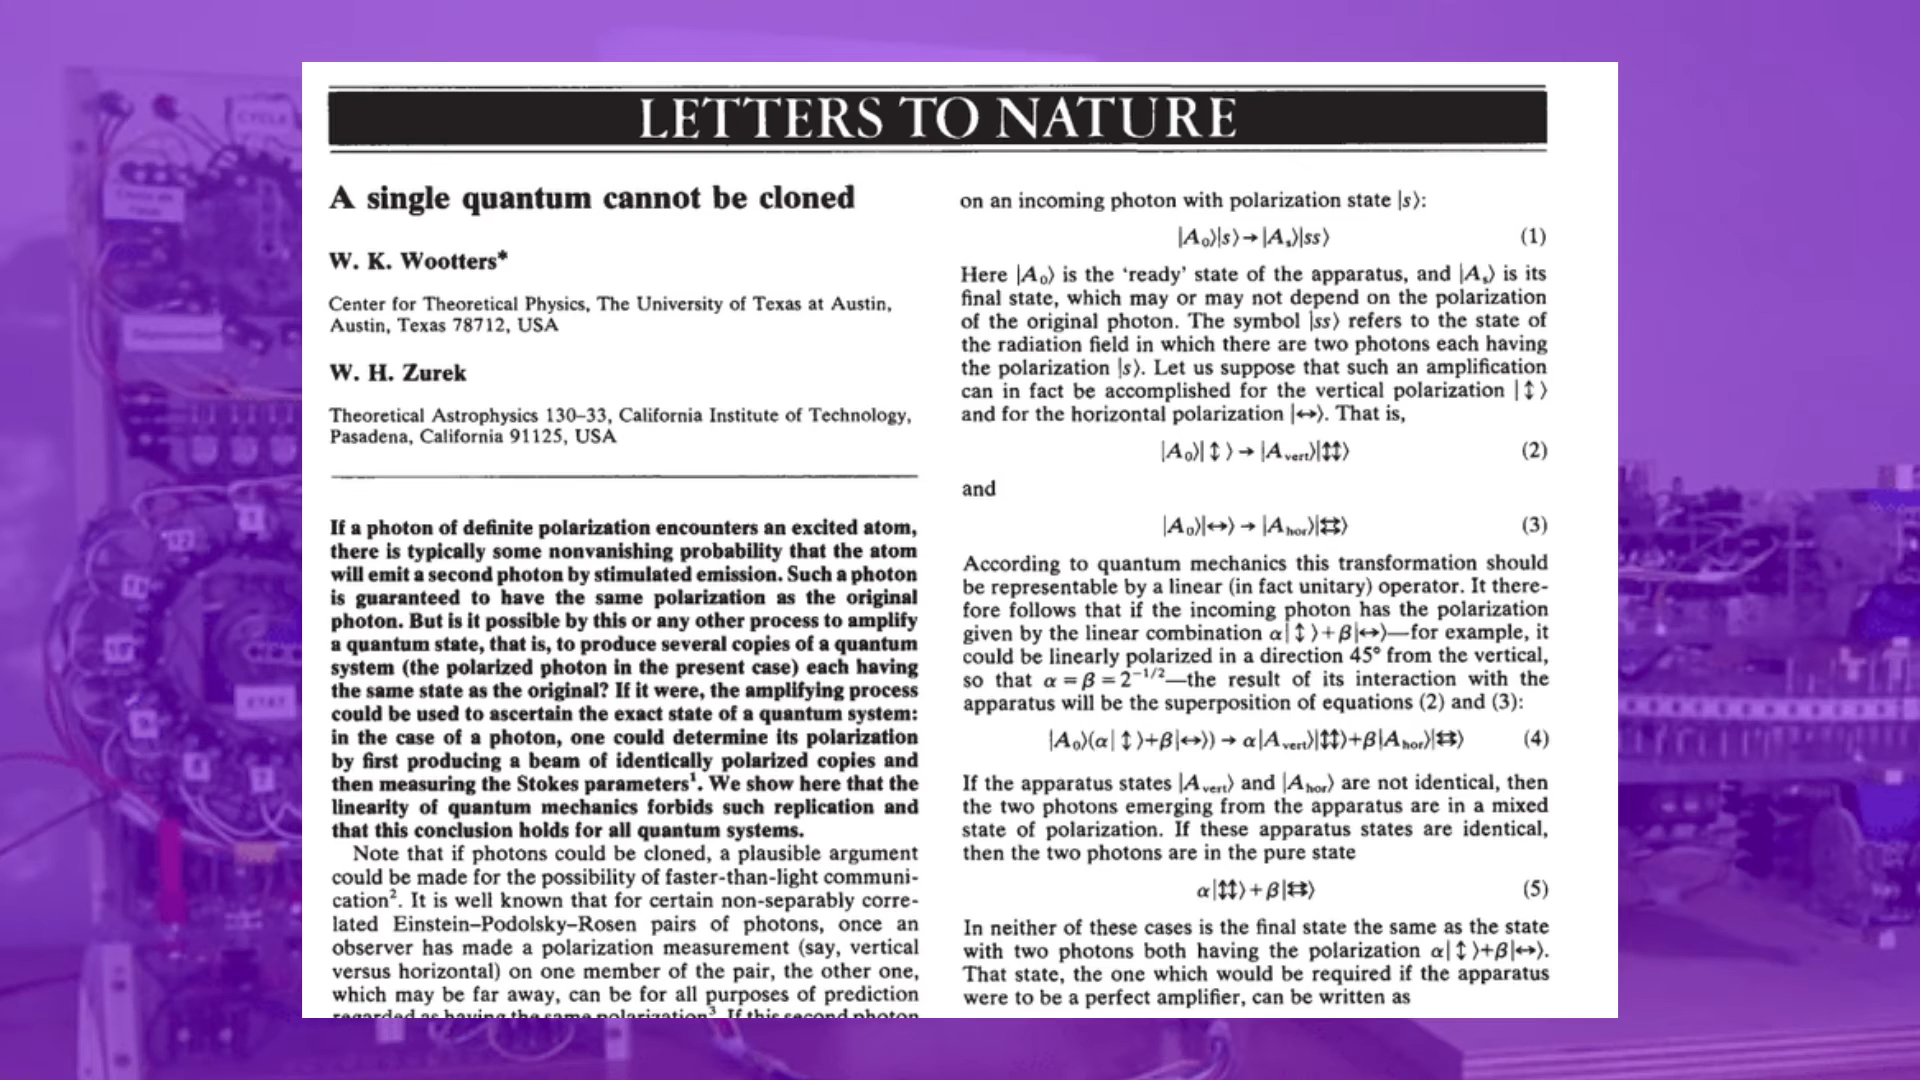 LETTERS TO NATURE
A single quantum cannot be cloned
W. K. Wootters*
Center for Theoretical Physics, The University of Texas at Austin,
Austin, Texas 78712, USA
W. H. Zurek
Theoretical Astrophysics 130–33, California Institute of Technology,
Pasadena, California 91125, USA
If a photon of definite polarization encounters an excited atom,
there is typically some nonvanishing probability that the atom
will emit a second photon by stimulated emission. Such a photon
is guaranteed to have the same polarization as the original
photon. But is it possible by this or any other process to amplify
a quantum state, that is, to produce several copies of a quantum
system (the polarized photon in the present case) each having
the same state as the original? If it were, the amplifying process
could be used to ascertain the exact state of a quantum system:
in the case of a photon, one could determine its polarization
by first producing a beam of identically polarized copies and
then measuring the Stokes parameters¹. We show here that the
linearity of quantum mechanics forbids such replication and
that this conclusion holds for all quantum systems.
Note that if photons could be cloned, a plausible argument
could be made for the possibility of faster-than-light communi-
cation². It is well known that for certain non-separably corre-
lated Einstein–Podolsky–Rosen pairs of photons, once an
observer has made a polarization measurement (say, vertical
versus horizontal) on one member of the pair, the other one,
which may be far away, can be for all purposes of prediction
regarded as having the same polarization³. If this second photon
on an incoming photon with polarization state |s⟩:
|A₀⟩|s⟩→|Aₛ⟩|ss⟩ (1)
Here |A₀⟩ is the ‘ready’ state of the apparatus, and |Aₛ⟩ is its
final state, which may or may not depend on the polarization
of the original photon. The symbol |ss⟩ refers to the state of
the radiation field in which there are two photons each having
the polarization |s⟩. Let us suppose that such an amplification
can in fact be accomplished for the vertical polarization |↕⟩
and for the horizontal polarization |↔⟩. That is,
|A₀⟩|↕⟩→|A_vert⟩|↕↕⟩ (2)
and
|A₀⟩|↔⟩→|A_hor⟩|⇄⟩ (3)
According to quantum mechanics this transformation should
be representable by a linear (in fact unitary) operator. It there-
fore follows that if the incoming photon has the polarization
given by the linear combination α|↕⟩+β|↔⟩—for example, it
could be linearly polarized in a direction 45° from the vertical,
so that α = β = 2^−1/2—the result of its interaction with the
apparatus will be the superposition of equations (2) and (3):
|A₀⟩(α|↕⟩+β|↔⟩)→α|A_vert⟩|↕↕⟩+β|A_hor⟩|⇄⟩ (4)
If the apparatus states |A_vert⟩ and |A_hor⟩ are not identical, then
the two photons emerging from the apparatus are in a mixed
state of polarization. If these apparatus states are identical,
then the two photons are in the pure state
α|↕↕⟩+β|⇄⟩ (5)
In neither of these cases is the final state the same as the state
with two photons both having the polarization α|↕⟩+β|↔⟩.
That state, the one which would be required if the apparatus
were to be a perfect amplifier, can be written as